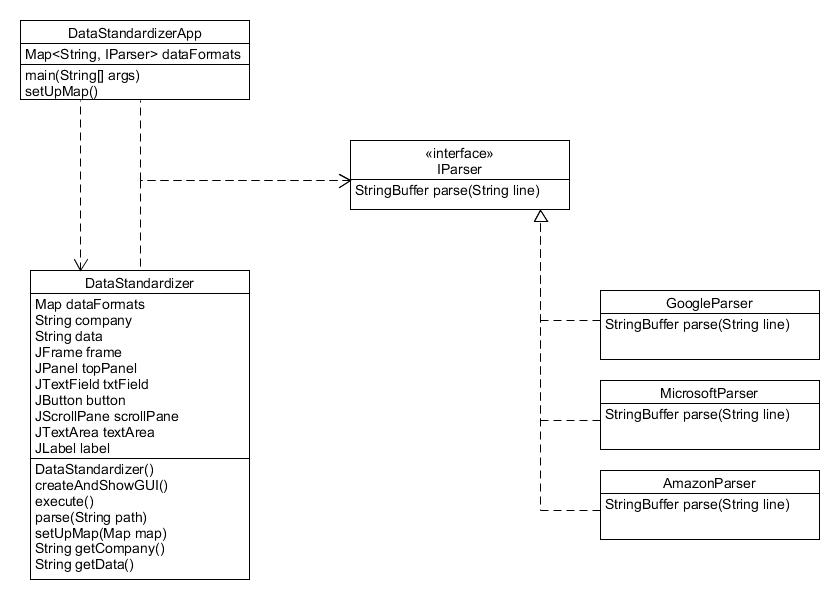 DataStandardizerApp
Map<String, IParser> dataFormats
main(String[] args)
setUpMap()
«interface»
IParser
StringBuffer parse(String line)
DataStandardizer
Map dataFormats
String company
String data
JFrame frame
JPanel topPanel
JTextField txtField
JButton button
JScrollPane scrollPane
JTextArea textArea
JLabel label
DataStandardizer()
createAndShowGUI()
execute()
parse(String path)
setUpMap(Map map)
String getCompany()
String getData()
GoogleParser
StringBuffer parse(String line)
MicrosoftParser
StringBuffer parse(String line)
AmazonParser
StringBuffer parse(String line)